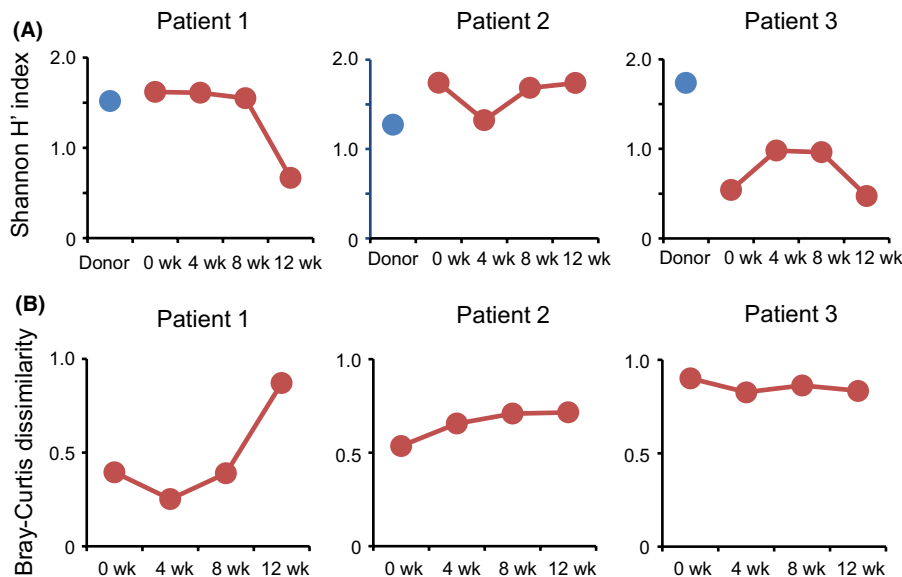 (A)
Patient 1 Patient 2 Patient 3
Shannon H' index
2.0 2.0 2.0
1.0 1.0 1.0
0 0 0
Donor 0 wk 4 wk 8 wk 12 wk Donor 0 wk 4 wk 8 wk 12 wk Donor 0 wk 4 wk 8 wk 12 wk
(B)
Patient 1 Patient 2 Patient 3
Bray-Curtis dissimilarity
1.0 1.0 1.0
0.5 0.5 0.5
0 0 0
0 wk 4 wk 8 wk 12 wk 0 wk 4 wk 8 wk 12 wk 0 wk 4 wk 8 wk 12 wk